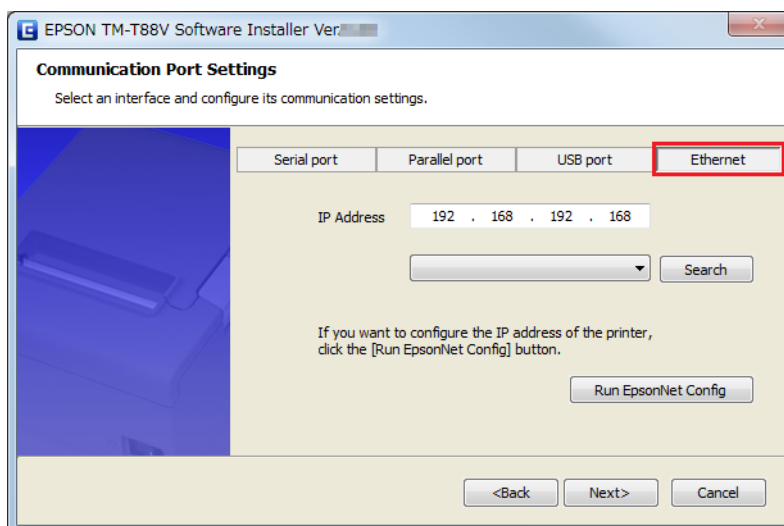 EPSON TM-T88V Software Installer Ver.
Communication Port Settings
Select an interface and configure its communication settings.
Serial port Parallel port USB port Ethernet
IP Address 192 . 168 . 192 . 168
Search
If you want to configure the IP address of the printer,
click the [Run EpsonNet Config] button.
Run EpsonNet Config
<Back Next> Cancel